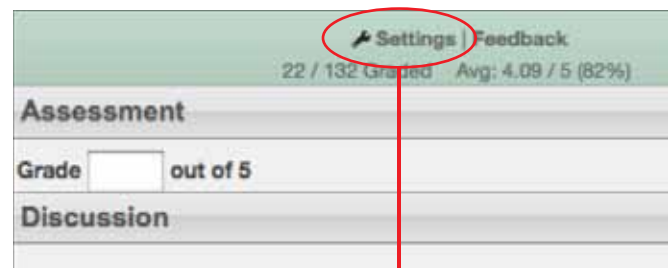 Settings | Feedback
22 / 132 Graded Avg: 4.09 / 5 (82%)
Assessment
Grade out of 5
Discussion